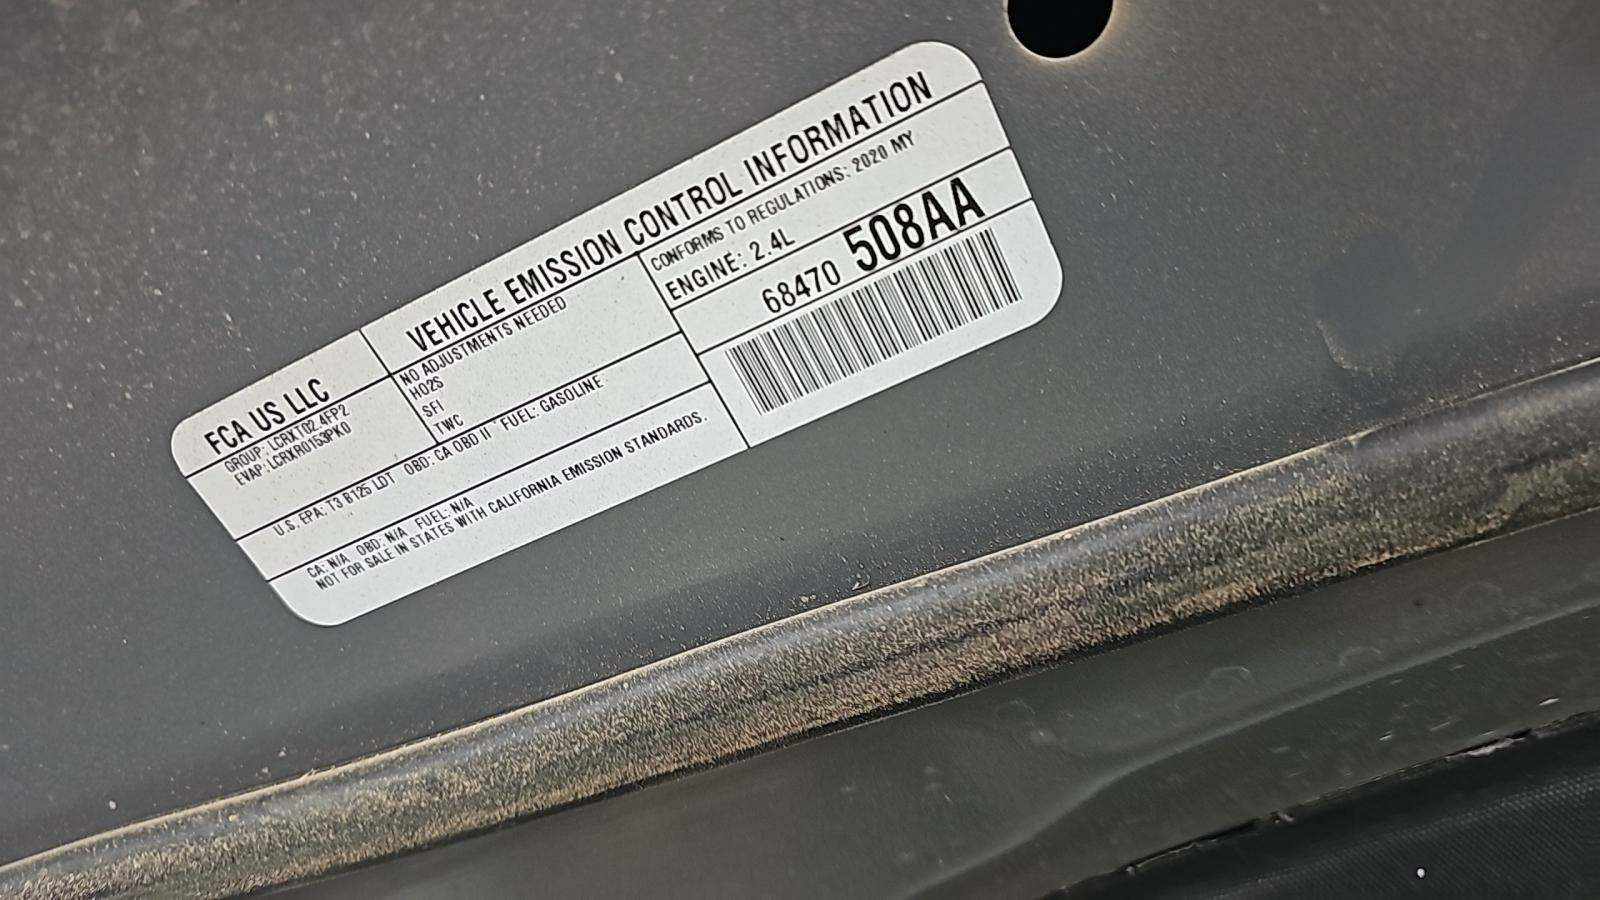 FCA US LLC
VEHICLE EMISSION CONTROL INFORMATION
GROUP: LCRXT02.4FP2
EVAP: LCRXR0153PK0
NO ADJUSTMENTS NEEDED
HO2S
SFI
TWC
CONFORMS TO REGULATIONS: 2020 MY
ENGINE: 2.4L
68470 508AA
U.S. EPA: T3 B125 LDT OBD: CA OBD II FUEL: GASOLINE
CA: N/A OBD: N/A FUEL: N/A
NOT FOR SALE IN STATES WITH CALIFORNIA EMISSION STANDARDS.